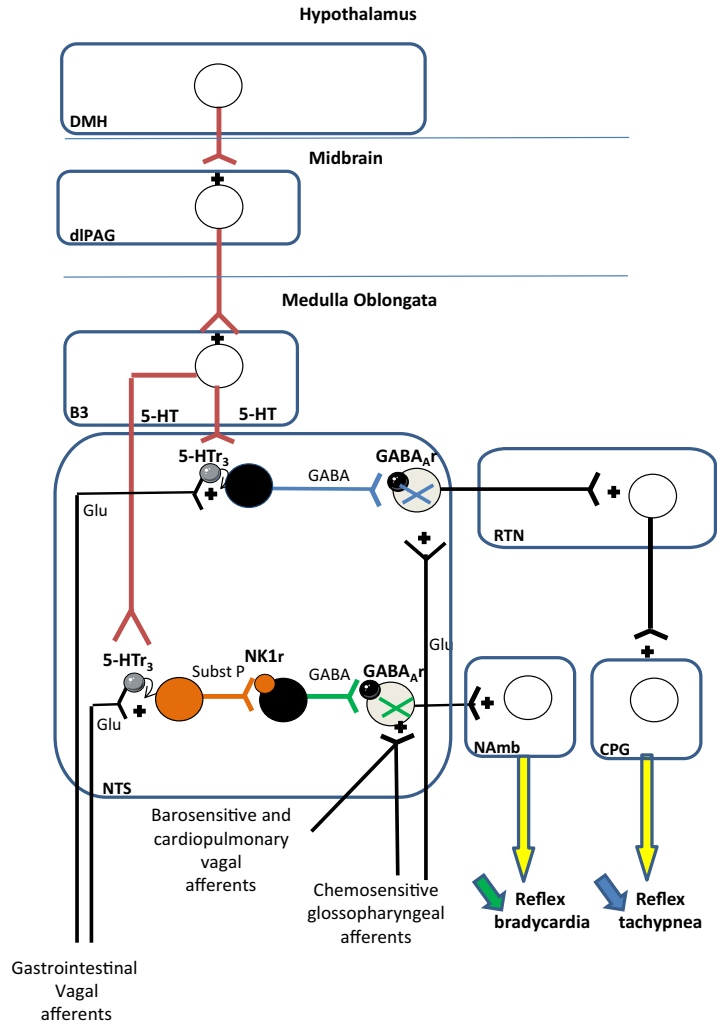 Hypothalamus
DMH
Midbrain
+
dlPAG
Medulla Oblongata
+
B3
5-HT
5-HT
5-HTr3
GABA
GABAAr
Glu
+
+
+
RTN
Glu
+
5-HTr3
Subst P
NK1r
GABA
GABAAr
Glu
+
+
+
NAmb
CPG
NTS
Barosensitive and
cardiopulmonary
vagal
afferents
Chemosensitive
glossopharyngeal
afferents
Reflex
bradycardia
Reflex
tachypnea
Gastrointestinal
Vagal
afferents